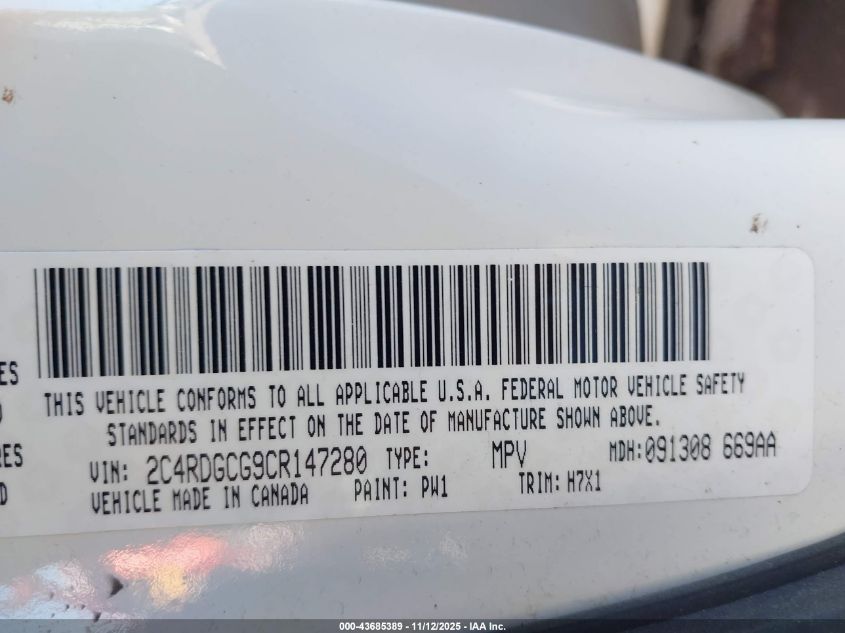 ES
THIS VEHICLE CONFORMS TO ALL APPLICABLE U.S.A. FEDERAL MOTOR VEHICLE SAFETY
STANDARDS IN EFFECT ON THE DATE OF MANUFACTURE SHOWN ABOVE.
RES
VIN: 2C4RDGCG9CR147280 TYPE: MPV MDH:091308 669AA
D
VEHICLE MADE IN CANADA PAINT: PW1 TRIM: H7X1
000-43685389 - 11/12/2025 - IAA Inc.